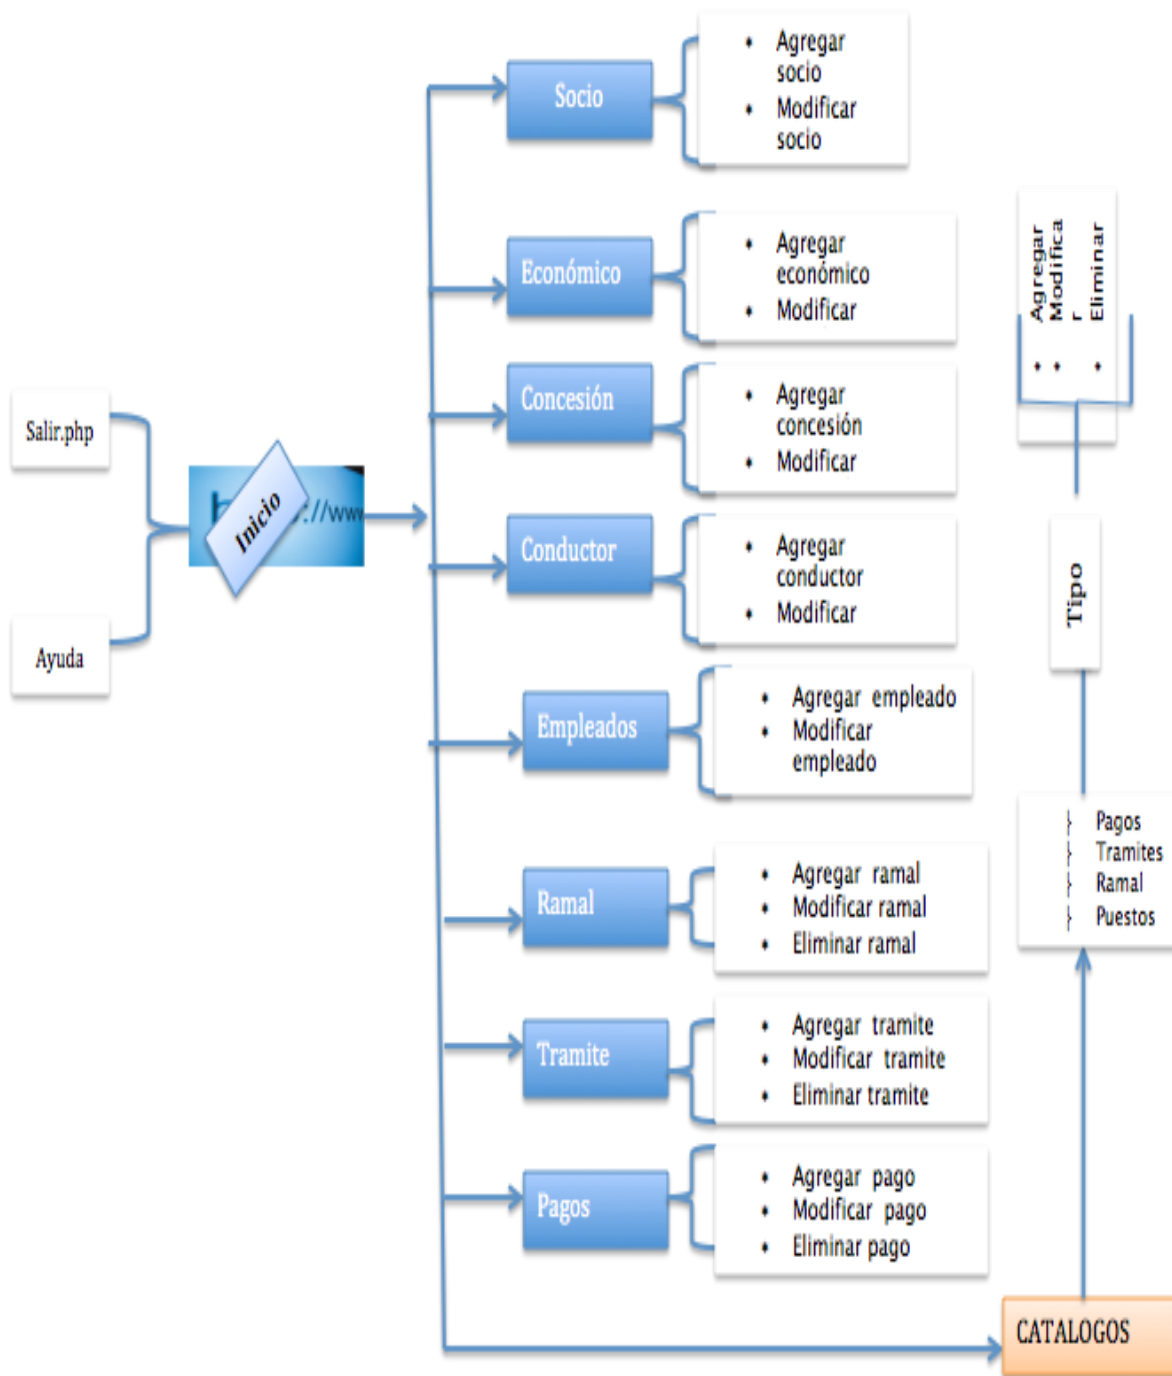 Agregar
socio
Modificar
socio
Socio
Agregar
económico
Modificar
Económico
Agregar
concesión
Modificar
Concesión
Agregar
conductor
Modificar
Conductor
Agregar empleado
Modificar
empleado
Empleados
Agregar ramal
Modificar ramal
Eliminar ramal
Ramal
Agregar tramite
Modificar tramite
Eliminar tramite
Tramite
Agregar pago
Modificar pago
Eliminar pago
Pagos
Salir.php
Inicio
://www
Ayuda
Agregar
Modifica
r
Eliminar
Tipo
Pagos
Tramites
Ramal
Puestos
CATALOGOS